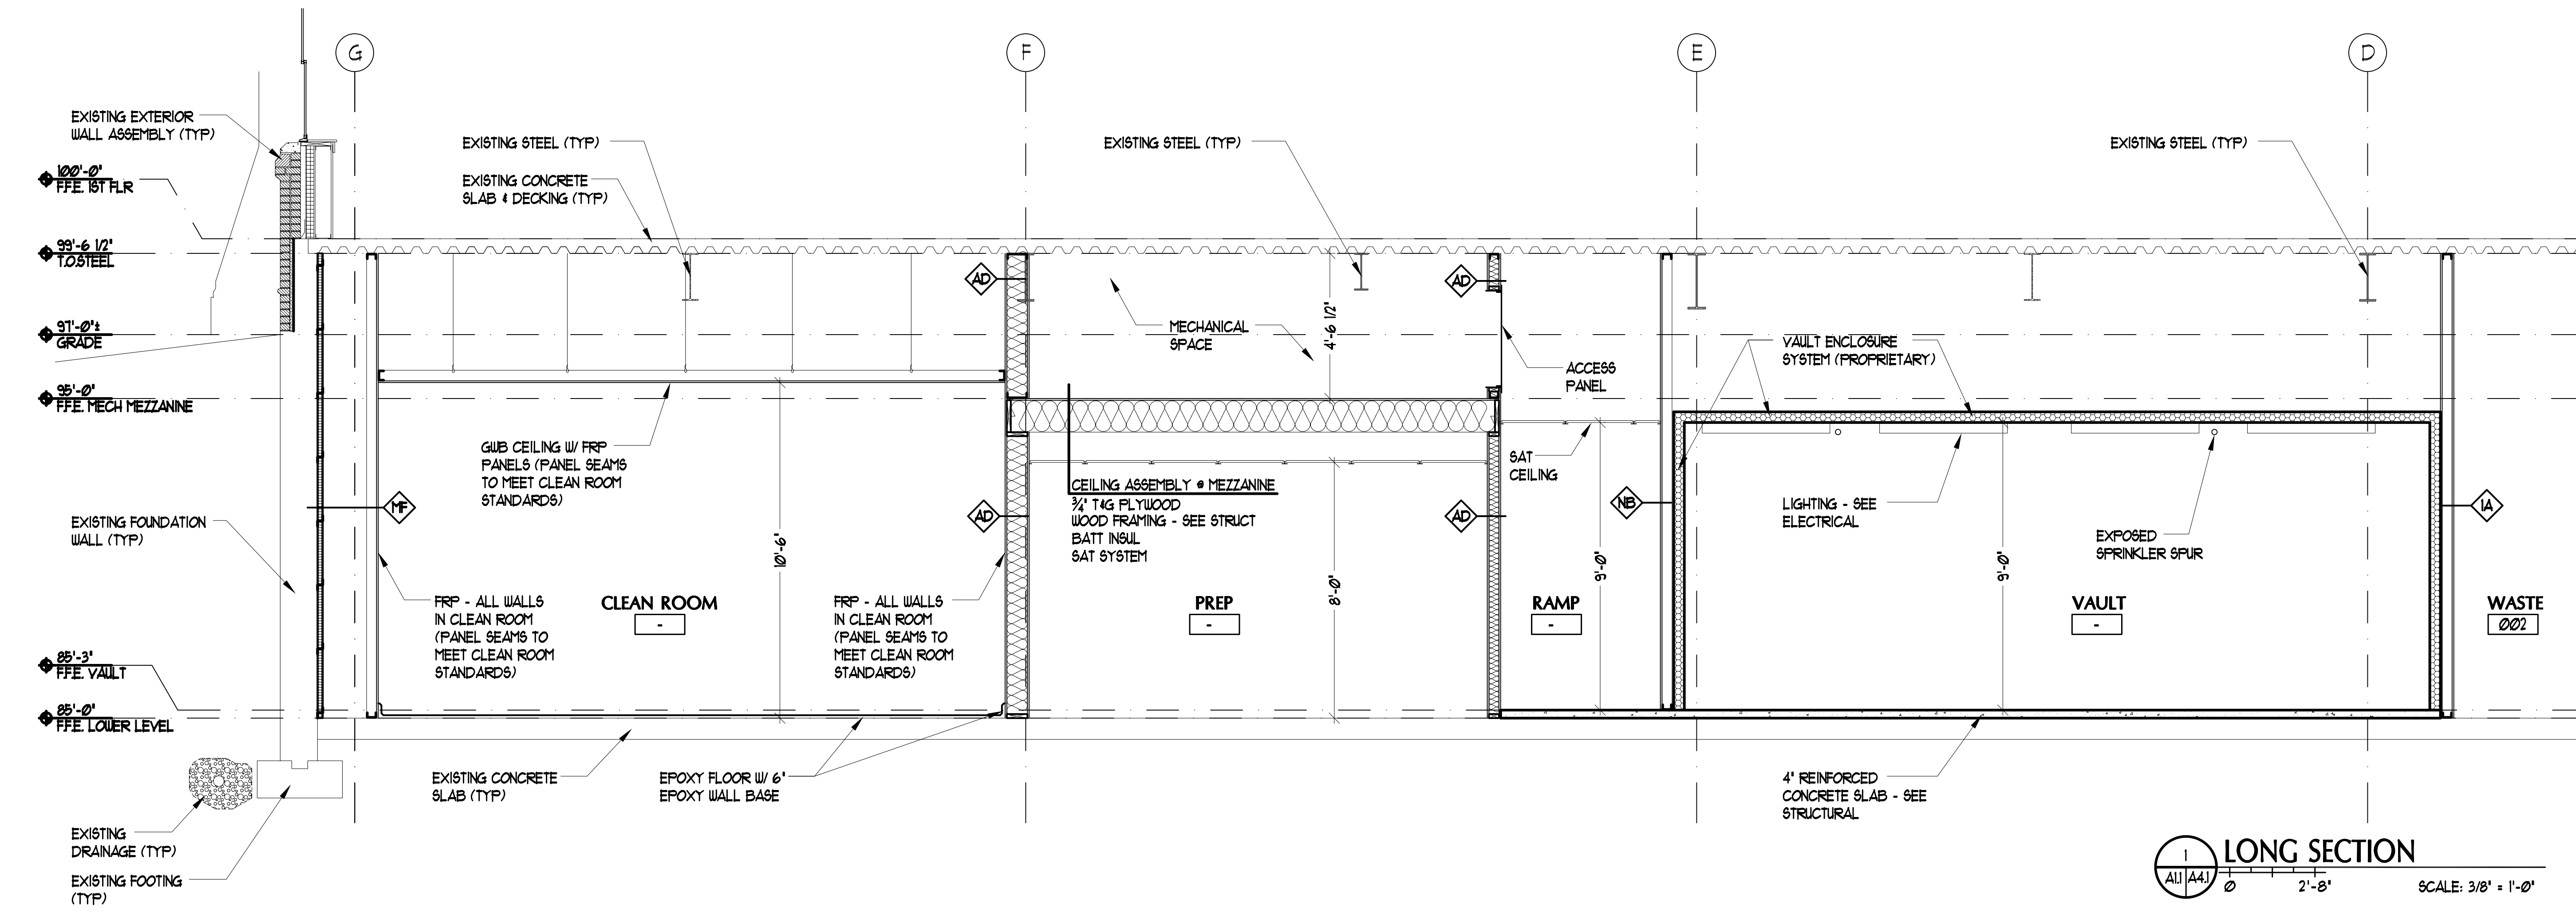 G
F
E
D
EXISTING EXTERIOR
WALL ASSEMBLY (TYP)
100'-0"
F.F.E. 1ST FLR
99'-6 1/2"
T.O.STEEL
97'-0"±
GRADE
95'-0"
F.F.E. MECH MEZZANINE
EXISTING FOUNDATION
WALL (TYP)
85'-3"
F.F.E. VAULT
85'-0"
F.F.E. LOWER LEVEL
EXISTING
DRAINAGE (TYP)
EXISTING FOOTING
(TYP)
EXISTING STEEL (TYP)
EXISTING CONCRETE
SLAB & DECKING (TYP)
GWB CEILING W/ FRP
PANELS (PANEL SEAMS
TO MEET CLEAN ROOM
STANDARDS)
MF
FRP - ALL WALLS
IN CLEAN ROOM
(PANEL SEAMS TO
MEET CLEAN ROOM
STANDARDS)
CLEAN ROOM
-
10'-6"
FRP - ALL WALLS
IN CLEAN ROOM
(PANEL SEAMS TO
MEET CLEAN ROOM
STANDARDS)
EXISTING CONCRETE
SLAB (TYP)
EPOXY FLOOR W/ 6"
EPOXY WALL BASE
AD
AD
EXISTING STEEL (TYP)
MECHANICAL
SPACE
4'-6 1/2"
CEILING ASSEMBLY @ MEZZANINE
3/4" T&G PLYWOOD
WOOD FRAMING - SEE STRUCT
BATT INSUL
SAT SYSTEM
PREP
-
8'-0"
AD
AD
ACCESS
PANEL
SAT
CEILING
RAMP
-
9'-0"
NB
EXISTING STEEL (TYP)
VAULT ENCLOSURE
SYSTEM (PROPRIETARY)
LIGHTING - SEE
ELECTRICAL
EXPOSED
SPRINKLER SPUR
9'-0"
VAULT
-
1A
WASTE
002
4" REINFORCED
CONCRETE SLAB - SEE
STRUCTURAL
1
A1.1 A4.1
LONG SECTION
0 2'-8"
SCALE: 3/8" = 1'-0"